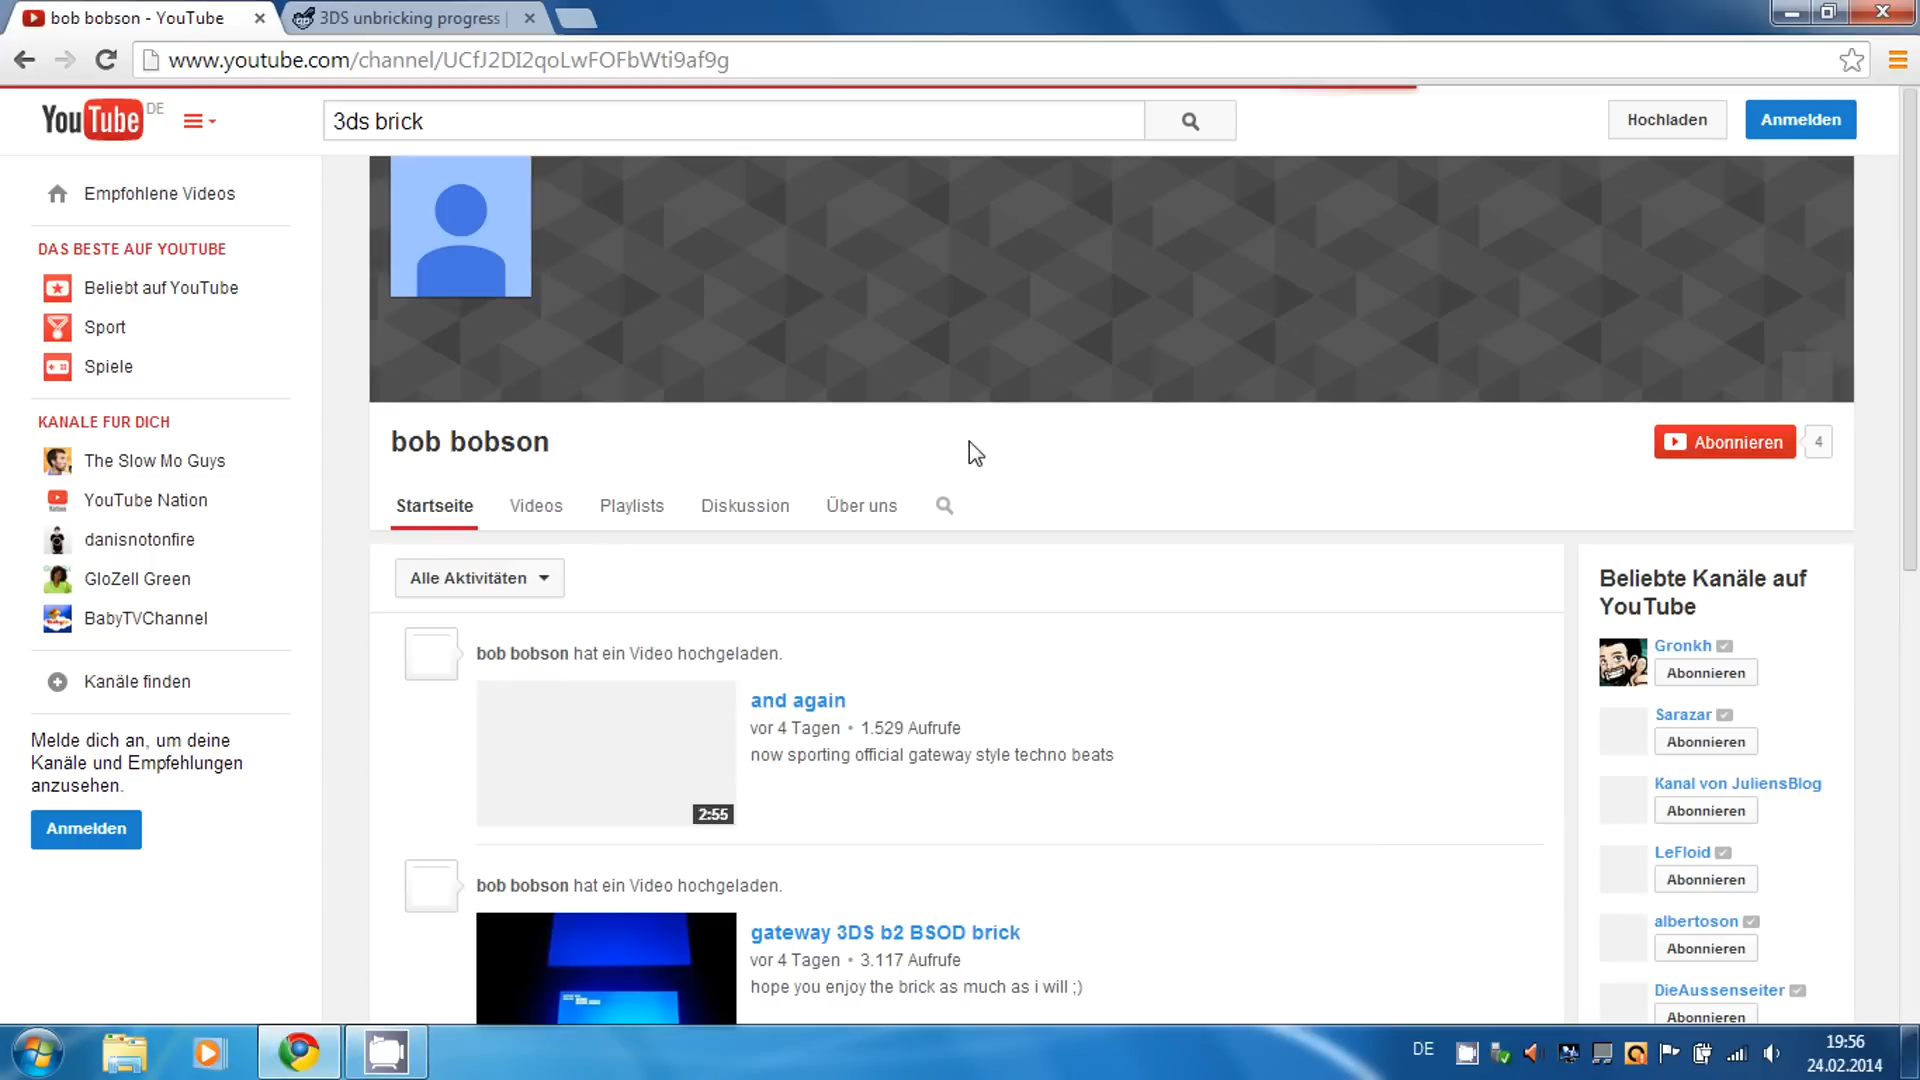 bob bobson - YouTube
3DS unbricking progress |
www.youtube.com/channel/UCfJ2DI2qoLwFOFbWti9af9g
YouTube DE
3ds brick
Hochladen
Anmelden
Empfohlene Videos
DAS BESTE AUF YOUTUBE
Beliebt auf YouTube
Sport
Spiele
KANÄLE FÜR DICH
The Slow Mo Guys
YouTube Nation
danisnotonfire
GloZell Green
BabyTVChannel
Kanäle finden
Melde dich an, um deine
Kanäle und Empfehlungen
anzusehen.
Anmelden
bob bobson
Abonnieren 4
Startseite
Videos
Playlists
Diskussion
Über uns
Alle Aktivitäten
bob bobson hat ein Video hochgeladen.
and again
vor 4 Tagen • 1.529 Aufrufe
now sporting official gateway style techno beats
2:55
bob bobson hat ein Video hochgeladen.
gateway 3DS b2 BSOD brick
vor 4 Tagen • 3.117 Aufrufe
hope you enjoy the brick as much as i will ;)
Beliebte Kanäle auf
YouTube
Gronkh
Abonnieren
Sarazar
Abonnieren
Kanal von JuliensBlog
Abonnieren
LeFloid
Abonnieren
albertoson
Abonnieren
DieAussenseiter
Abonnieren
DE
19:56
24.02.2014